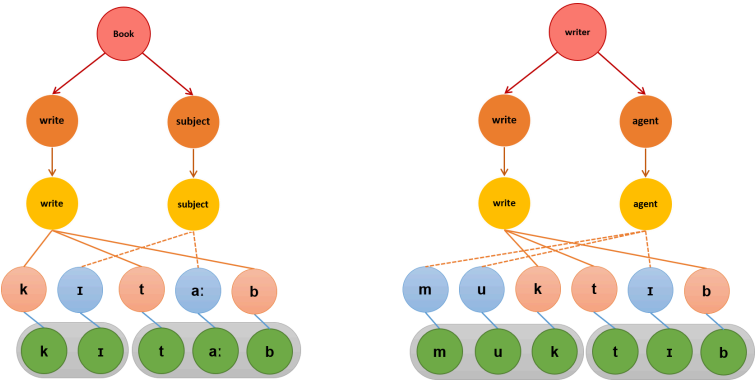 Book
writer
write subject
write agent
write subject
write agent
k ɪ t aː b
m u k t ɪ b
k ɪ t aː b
m u k t ɪ b